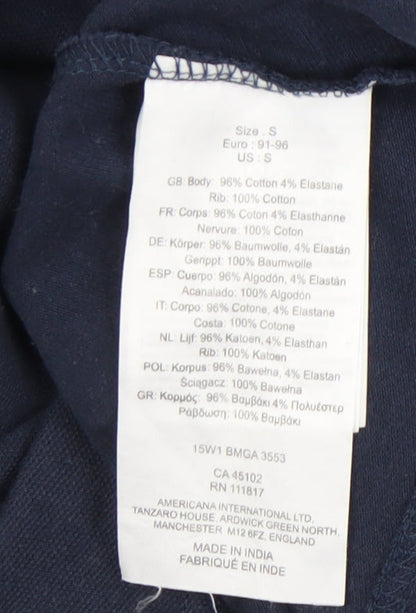 Size : S
Euro : 91-96
US : S
GB: Body: 96% Cotton 4% Elastane
Rib: 100% Cotton
FR: Corps: 96% Coton 4% Elasthanne
Nervure: 100% Coton
DE: Körper: 96% Baumwolle, 4% Elastan
Gerippt: 100% Baumwolle
ESP: Cuerpo: 96% Algodón, 4% Elastán
Acanalado: 100% Algodón
IT: Corpo: 96% Cotone, 4% Elastane
Costa: 100% Cotone
NL: Lijf: 96% Katoen, 4% Elasthan
Rib: 100% Katoen
POL: Korpus: 96% Bawełna, 4% Elastan
Ściągacz: 100% Bawełna
GR: Κορμός: 96% Βαμβάκι 4% Πολυέστερ
Ράβδωση: 100% Βαμβάκι
15W1 BMGA 3553
CA 45102
RN 111817
AMERICANA INTERNATIONAL LTD.
TANZARO HOUSE, ARDWICK GREEN NORTH,
MANCHESTER M12 6FZ, ENGLAND
MADE IN INDIA
FABRIQUÉ EN INDE